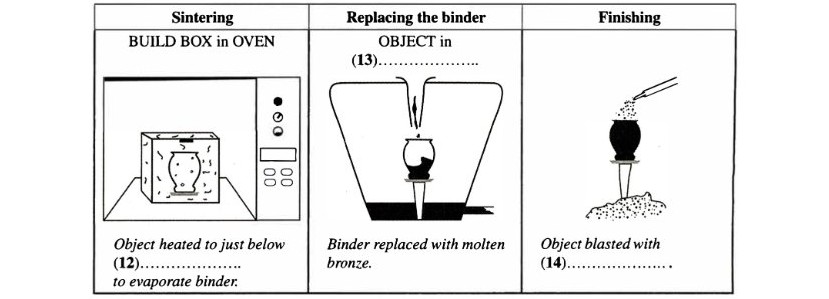 Sintering
BUILD BOX in OVEN
Object heated to just below
(12)....................
to evaporate binder.
Replacing the binder
OBJECT in
(13)....................
Binder replaced with molten
bronze.
Finishing
Object blasted with
(14).................... .